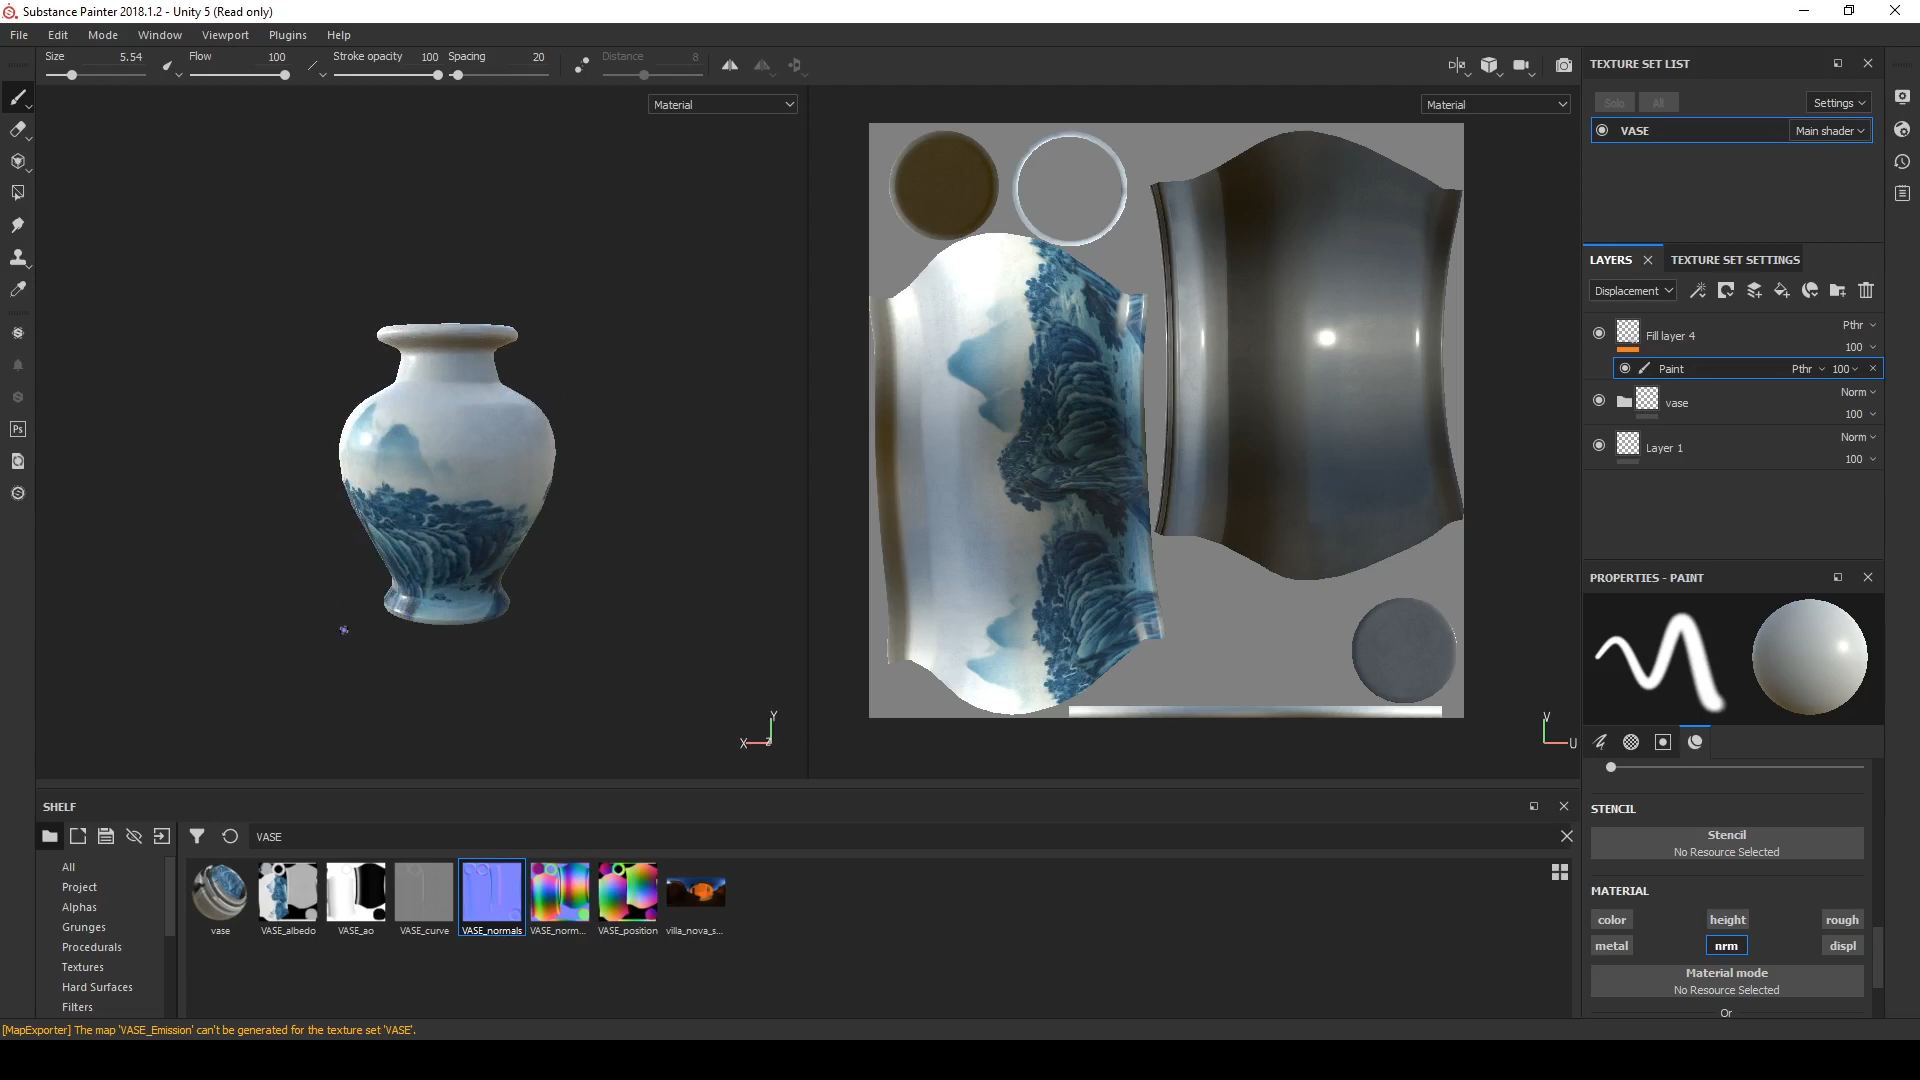 Substance Painter 2018.1.2 - Unity 5 (Read only)
File Edit Mode Window Viewport Plugins Help
Size 5.54 Flow 100 Stroke opacity 100 Spacing 20 Distance 8
Material
Material
X Y Z
V U
TEXTURE SET LIST
Solo All Settings
VASE Main shader
LAYERS TEXTURE SET SETTINGS
Displacement
Fill layer 4 Pthr
100
Paint Pthr 100
vase Norm
100
Layer 1 Norm
100
PROPERTIES - PAINT
STENCIL
Stencil
No Resource Selected
MATERIAL
color height rough
metal nrm displ
Material mode
No Resource Selected
Or
SHELF
VASE
All
Project
Alphas
Grunges
Procedurals
Textures
Hard Surfaces
Filters
vase VASE_albedo VASE_ao VASE_curve VASE_normals VASE_norm... VASE_position villa_nova_s...
Ps
[MapExporter] The map 'VASE_Emission' can't be generated for the texture set 'VASE'.